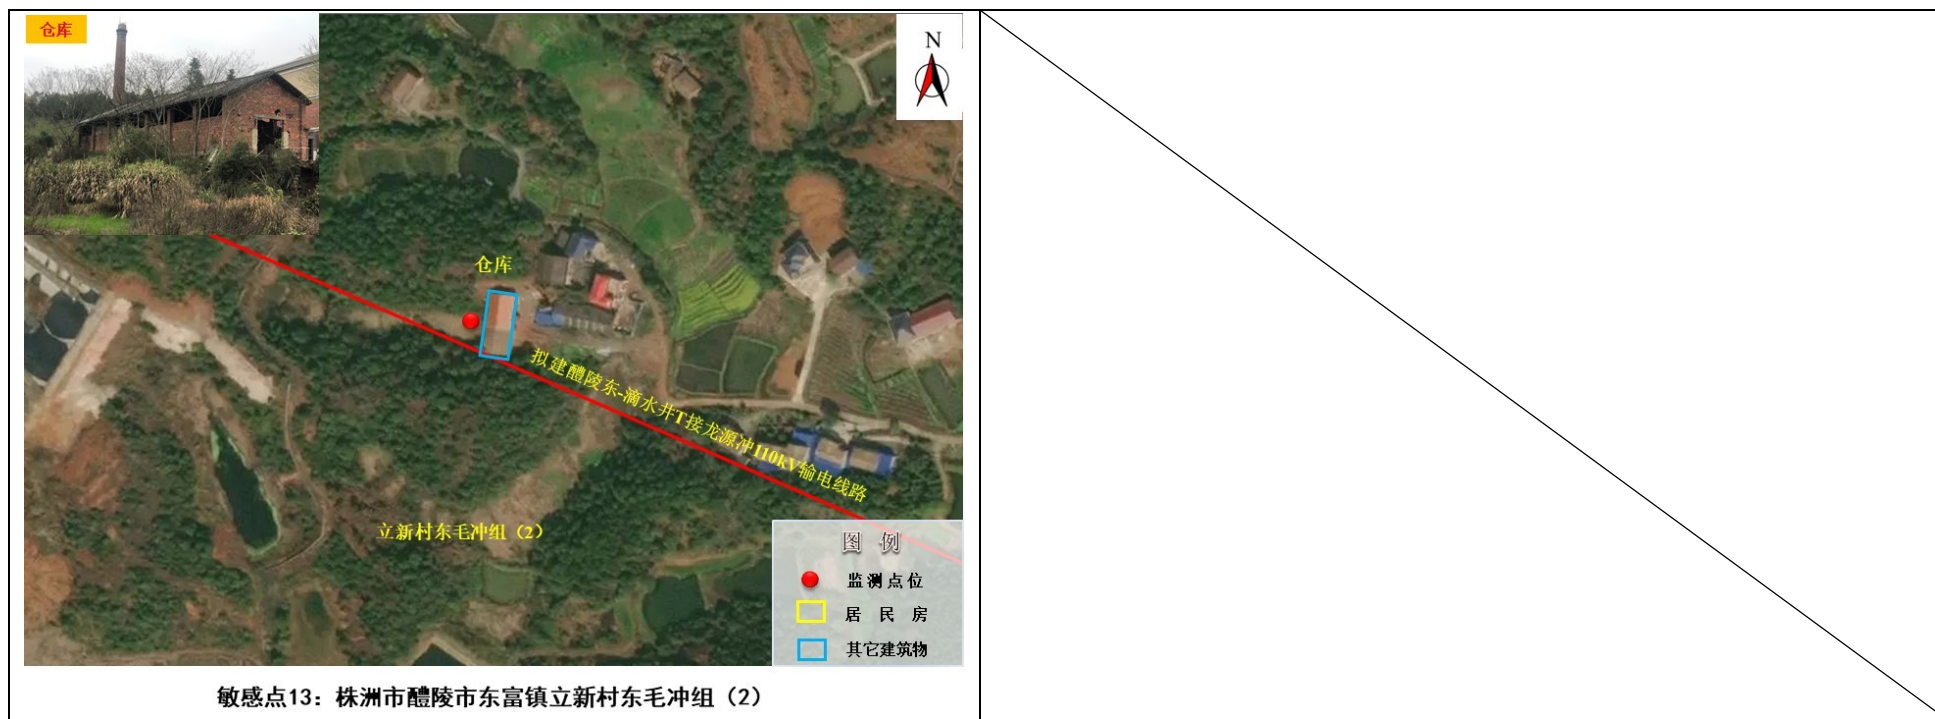 仓库
N
仓库
拟建醴陵东-滴水井T接龙源冲110kV输电线路
立新村东毛冲组（2）
图 例
监测点位
居 民 房
其它建筑物
敏感点13：株洲市醴陵市东富镇立新村东毛冲组（2）